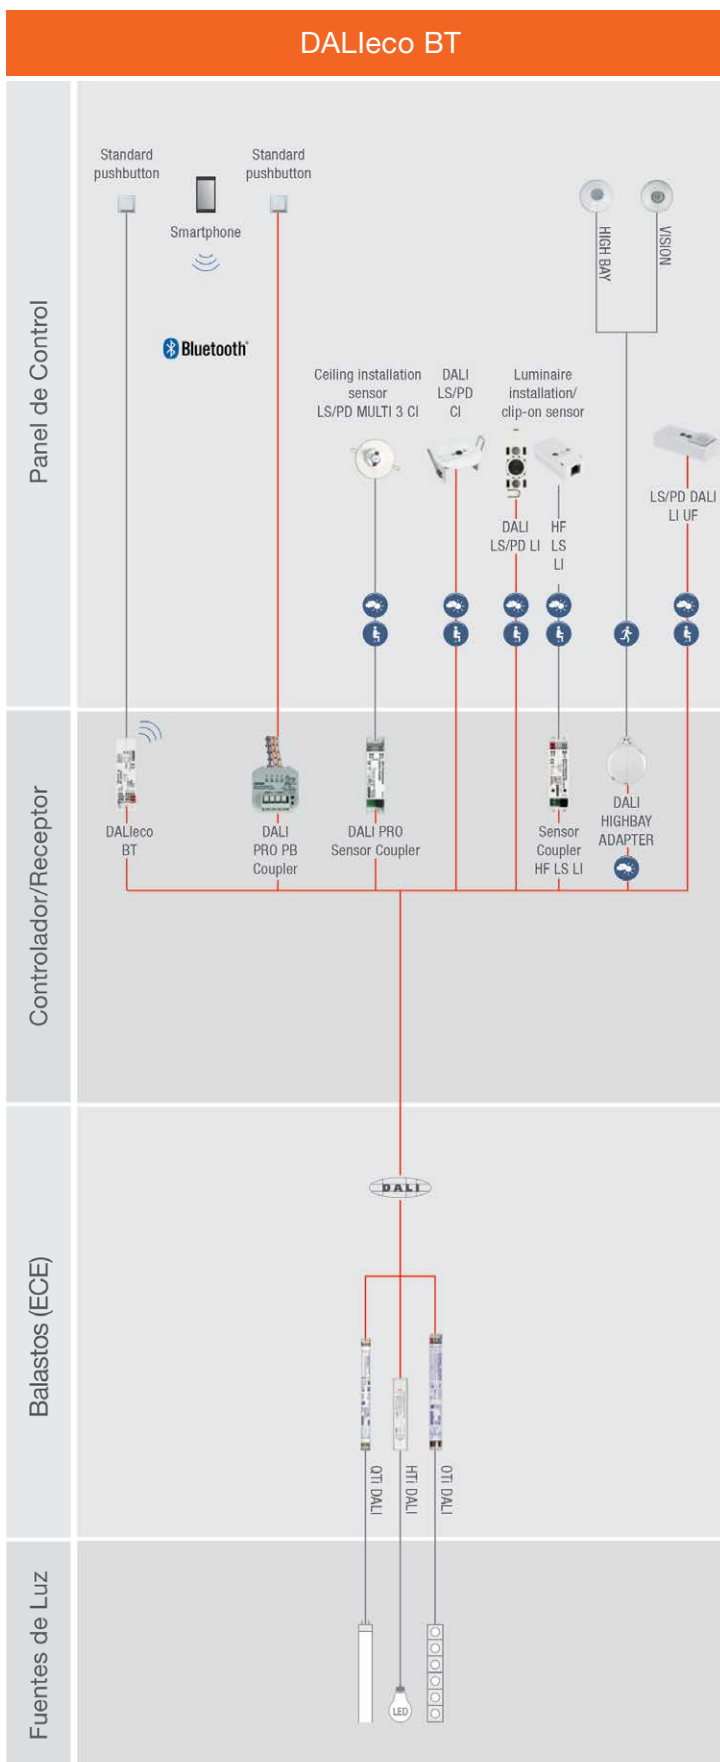 DALIeco BT
Panel de Control
Standard
pushbutton
Smartphone
Standard
pushbutton
Bluetooth
HIGH BAY
VISION
Ceiling installation
sensor
LS/PD MULTI 3 CI
DALI
LS/PD
CI
Luminaire
installation/
clip-on sensor
DALI
LS/PD LI
HF
LS
LI
LS/PD DALI
LI UF
Controlador/Receptor
DALIeco
BT
DALI
PRO PB
Coupler
DALI PRO
Sensor Coupler
Sensor
Coupler
HF LS LI
DALI
HIGHBAY
ADAPTER
Balastos (ECE)
DALI
QTi DALI
HTi DALI
OTi DALI
Fuentes de Luz
LED